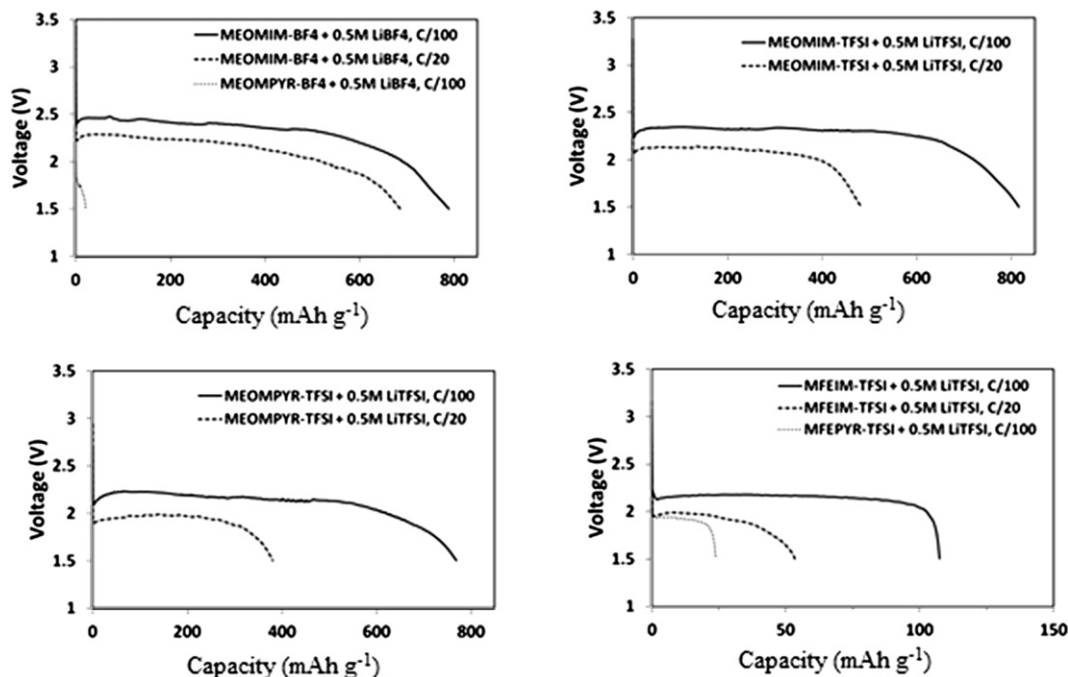 3.5
3
2.5
2
1.5
1
Voltage (V)
MEOMIM-BF4 + 0.5M LiBF4, C/100
MEOMIM-BF4 + 0.5M LiBF4, C/20
MEOMPYR-BF4 + 0.5M LiBF4, C/100
0 200 400 600 800
Capacity (mAh g⁻¹)
3.5
3
2.5
2
1.5
1
Voltage (V)
MEOMIM-TFSI + 0.5M LiTFSI, C/100
MEOMIM-TFSI + 0.5M LiTFSI, C/20
0 200 400 600 800
Capacity (mAh g⁻¹)
3.5
3
2.5
2
1.5
1
Voltage (V)
MEOMPYR-TFSI + 0.5M LiTFSI, C/100
MEOMPYR-TFSI + 0.5M LiTFSI, C/20
0 200 400 600 800
Capacity (mAh g⁻¹)
3.5
3
2.5
2
1.5
1
Voltage (V)
MFEIM-TFSI + 0.5M LiTFSI, C/100
MFEIM-TFSI + 0.5M LiTFSI, C/20
MFEPYR-TFSI + 0.5M LiTFSI, C/100
0 50 100 150
Capacity (mAh g⁻¹)